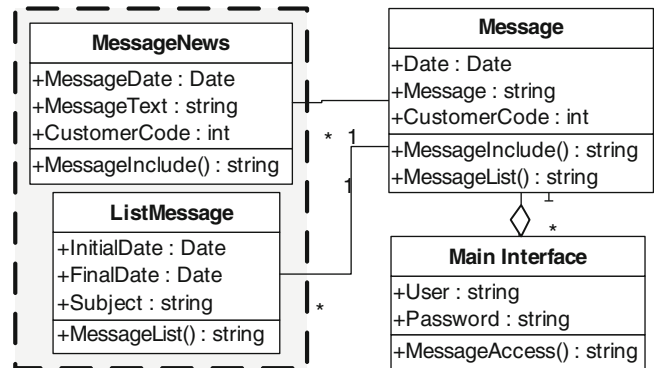 MessageNews
+MessageDate : Date
+MessageText : string
+CustomerCode : int
+MessageInclude() : string
ListMessage
+InitialDate : Date
+FinalDate : Date
+Subject : string
+MessageList() : string
* 1
1
*
Message
+Date : Date
+Message : string
+CustomerCode : int
+MessageInclude() : string
+MessageList() : string
*
Main Interface
+User : string
+Password : string
+MessageAccess() : string